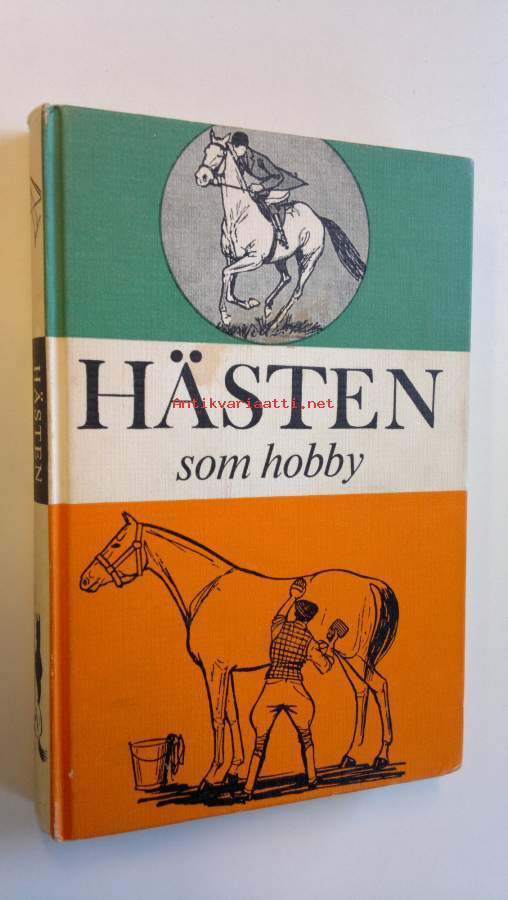 HÄSTEN
HÄSTEN
som hobby
Antikvariaatti.net